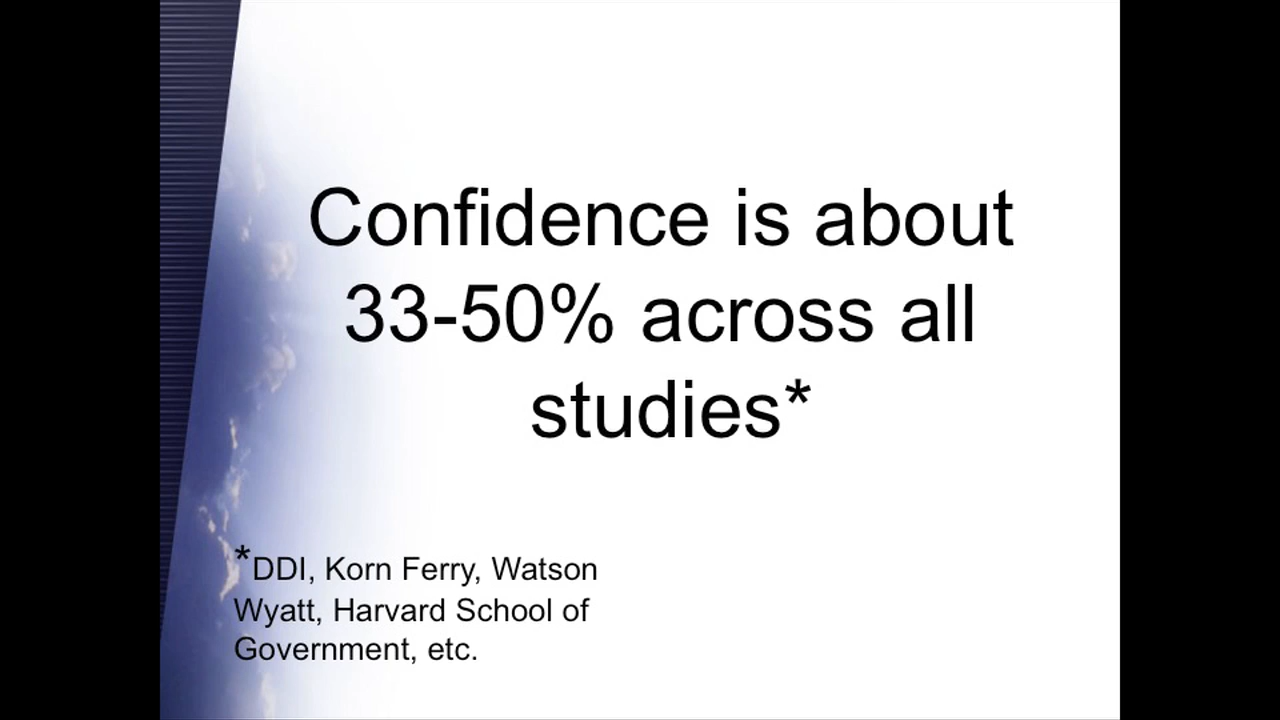 Confidence is about
33-50% across all
studies*
*DDI, Korn Ferry, Watson
Wyatt, Harvard School of
Government, etc.